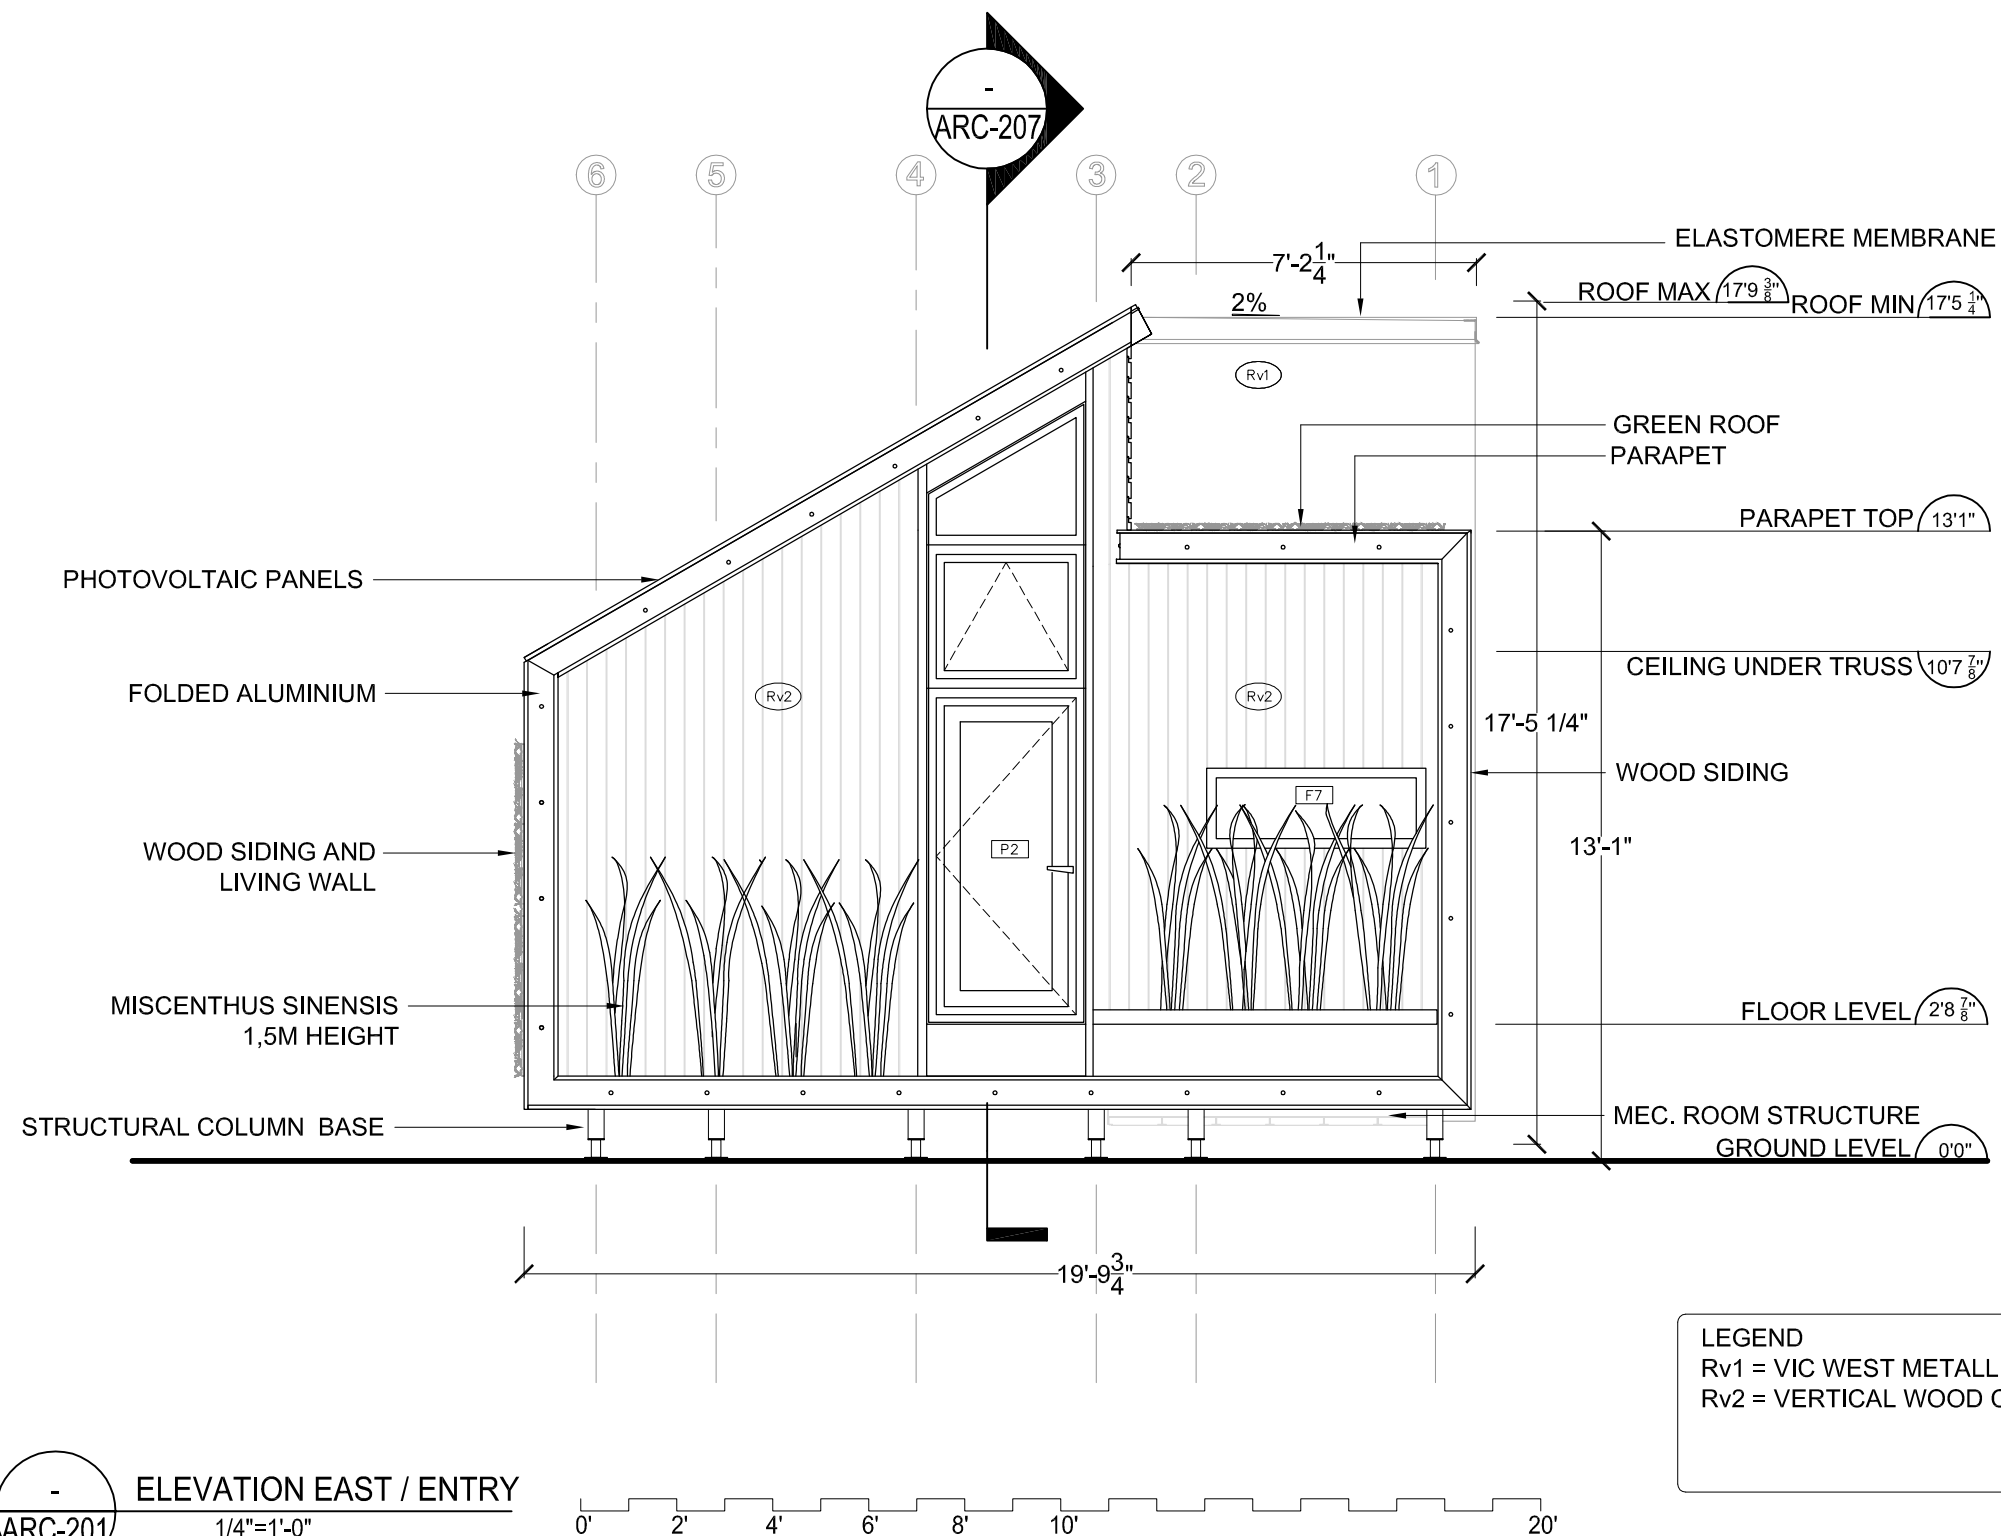 -
ARC-207
6
5
4
3
2
1
ELASTOMERE MEMBRANE
7'-2 1/4"
ROOF MAX 17'9 3/8"
2%
ROOF MIN 17'5 1/4"
Rv1
GREEN ROOF
PARAPET
PARAPET TOP 13'1"
PHOTOVOLTAIC PANELS
CEILING UNDER TRUSS 10'7 7/8"
FOLDED ALUMINIUM
Rv2
Rv2
17'-5 1/4"
WOOD SIDING
F7
WOOD SIDING AND
LIVING WALL
P2
13'-1"
MISCENTHUS SINENSIS
1,5M HEIGHT
FLOOR LEVEL 2'8 7/8"
STRUCTURAL COLUMN BASE
MEC. ROOM STRUCTURE
GROUND LEVEL 0'0"
19'-9 3/4"
LEGEND
Rv1 = VIC WEST METALL
Rv2 = VERTICAL WOOD
-
ARC-201
ELEVATION EAST / ENTRY
1/4"=1'-0"
0' 2' 4' 6' 8' 10' 20'